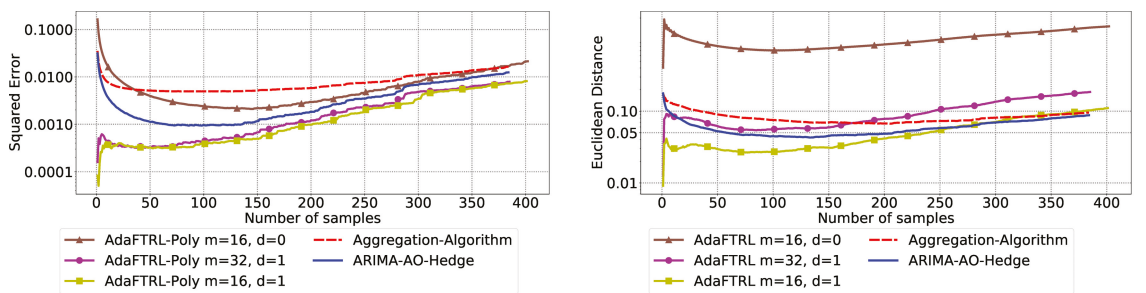 Squared Error
0.1000
0.0100
0.0010
0.0001
0 50 100 150 200 250 300 350 400
Number of samples
AdaFTRL-Poly m=16, d=0
AdaFTRL-Poly m=32, d=1
AdaFTRL-Poly m=16, d=1
Aggregation-Algorithm
ARIMA-AO-Hedge
Euclidean Distance
0.10
0.05
0.01
0 50 100 150 200 250 300 350 400
Number of samples
AdaFTRL m=16, d=0
AdaFTRL m=32, d=1
AdaFTRL m=16, d=1
Aggregation-Algorithm
ARIMA-AO-Hedge